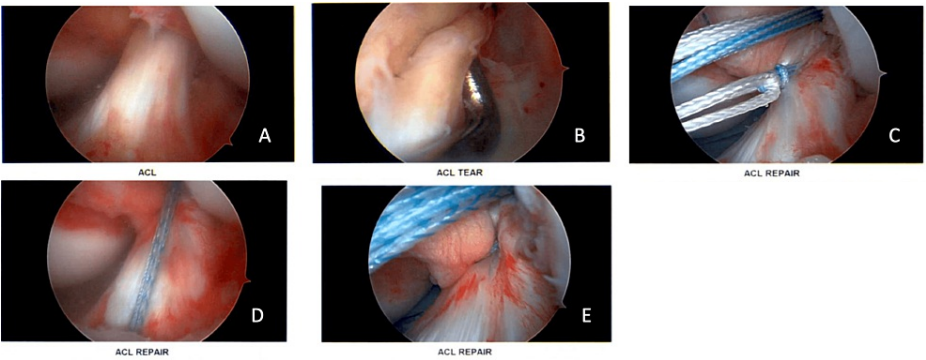 A
ACL
B
ACL TEAR
C
ACL REPAIR
D
ACL REPAIR
E
ACL REPAIR